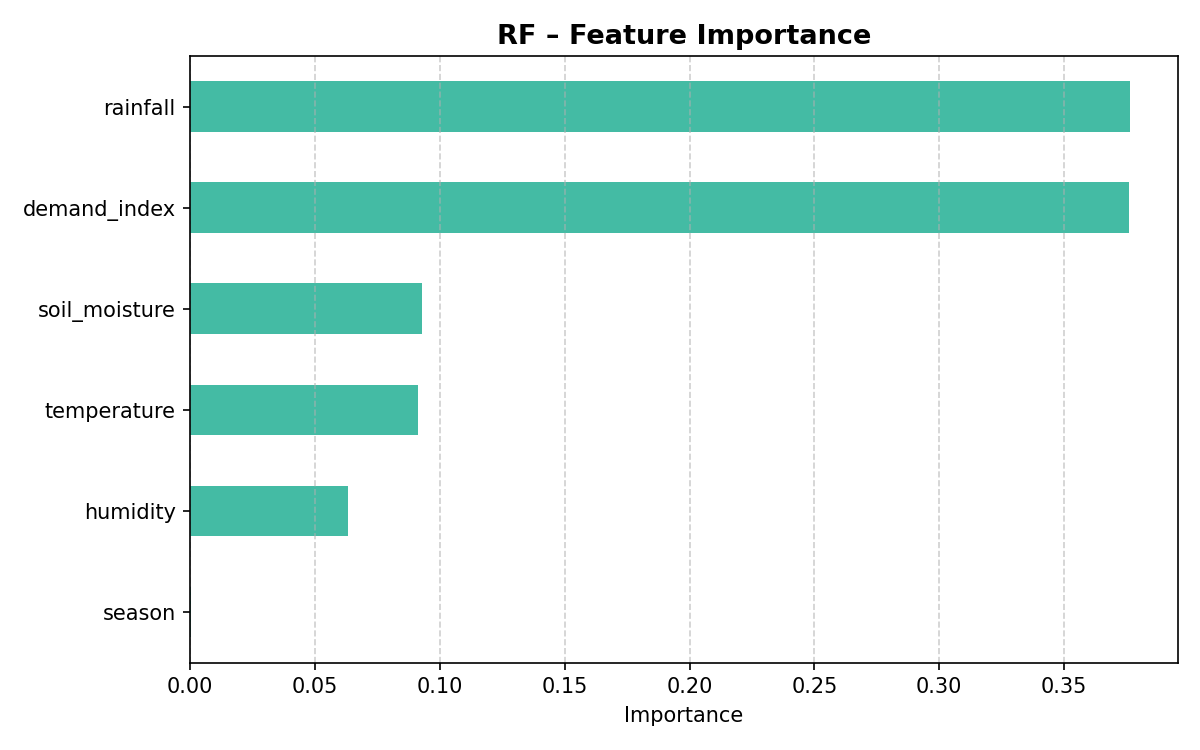 RF – Feature Importance
rainfall
demand_index
soil_moisture
temperature
humidity
season
0.00 0.05 0.10 0.15 0.20 0.25 0.30 0.35
Importance